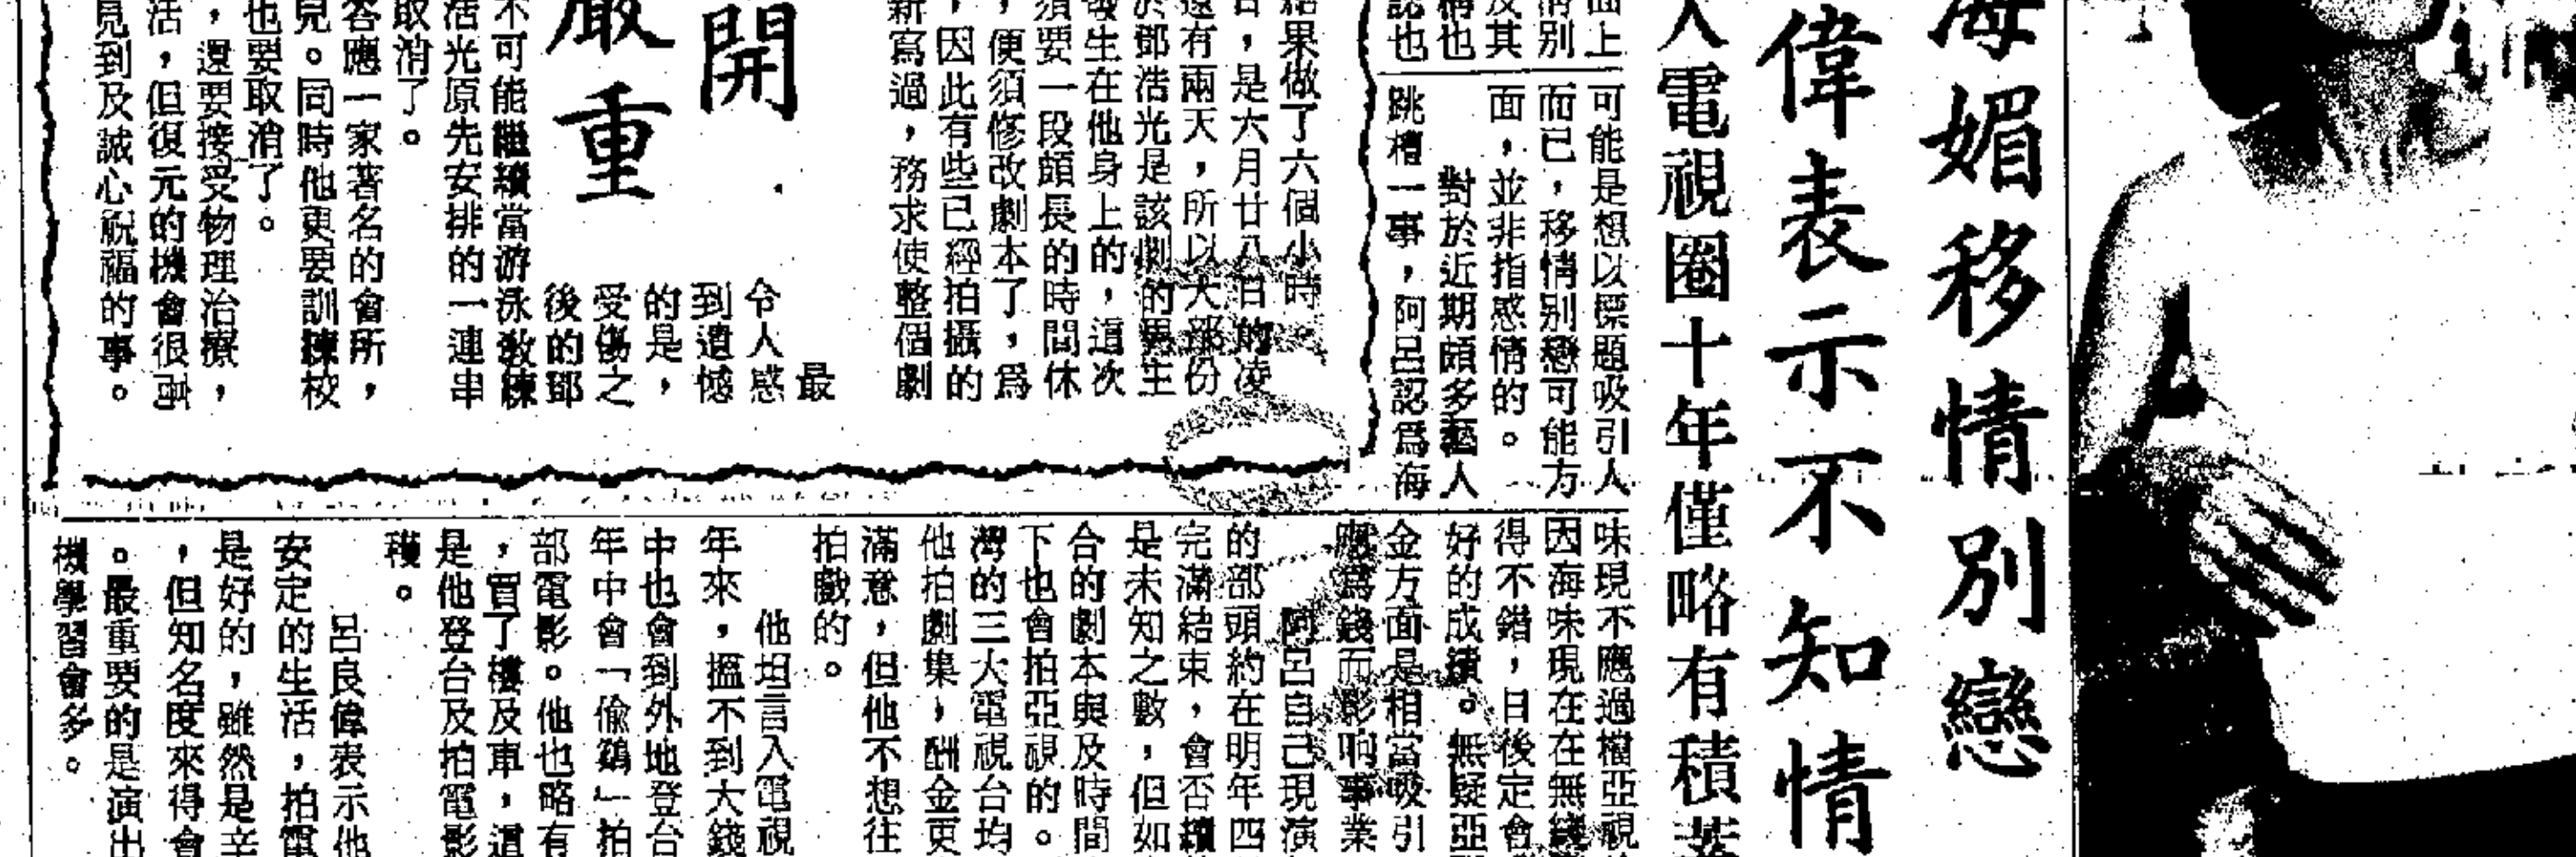 海媚移情別戀
偉表示不知情
人電視圈十年僅略有積蓄
面上
情別
及其
稱也
認也
可能是想以標題吸引人
而已，移情別戀可能方
面，並非指感情的。
對於近期頗多藝人
跳槽一事，阿呂認爲海
味現不應過檔亞視
因海味現在在無綫
得不錯，日後定會
好的成績。無疑亞
金方面是相當吸引
應爲錢而影响事業
阿呂自己現演
的部頭約在明年四
完滿結束，會否續
是未知之數，但如
合的劇本與及時間
下也會拍亞視的。
灣的三大電視台均
他拍劇集，酬金更
滿意，但他不想往
拍戲的。
他坦言入電視
年來，搵不到大錢
中也會到外地登台
年中會「偷鷄」拍
部電影。他也略有
，買了樓及車，這
是他登台及拍電影
穫。
呂良偉表示他
安定的生活，拍電
是好的，雖然是辛
，但知名度來得會
。最重要的是演出
機學習會多。
結果做了六個小時
日，是六月廿八日的凌
還有兩天，所以大部份
於鄧浩光是該劇的男主
發生在他身上的，這次
須要一段頗長的時間休
，便須修改劇本了，爲
，因此有些已經拍攝的
新寫過，務求使整個劇
開
嚴重
最
令人感
到遺憾
的是，
受傷之
後的鄧
不可能繼續當游泳教練
浩光原先安排的一連串
取消了。
答應一家著名的會所，
見。同時他更要訓練校
也要取消了。
，還要接受物理治療，
活，但復元的機會很
見到及誠心祝福的事。